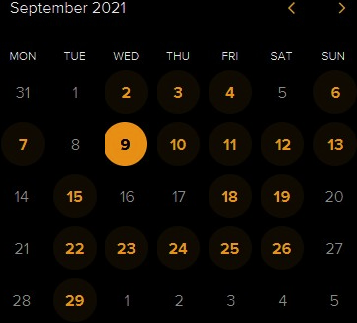 September 2021
MON TUE WED THU FRI SAT SUN
31 1 2 3 4 5 6
7 8 9 10 11 12 13
14 15 16 17 18 19 20
21 22 23 24 25 26 27
28 29 1 2 3 4 5